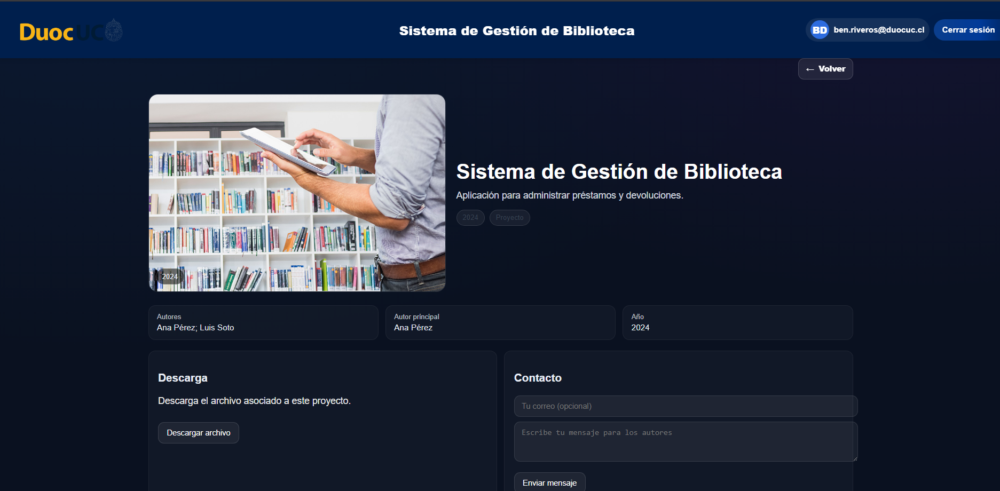 DuocUC
Sistema de Gestión de Biblioteca
BD ben.riveros@duocuc.cl
Cerrar sesión
← Volver
2024
Sistema de Gestión de Biblioteca
Aplicación para administrar préstamos y devoluciones.
2024 Proyecto
Autores
Ana Pérez; Luis Soto
Autor principal
Ana Pérez
Año
2024
Descarga
Descarga el archivo asociado a este proyecto.
Descargar archivo
Contacto
Tu correo (opcional)
Escribe tu mensaje para los autores
Enviar mensaje